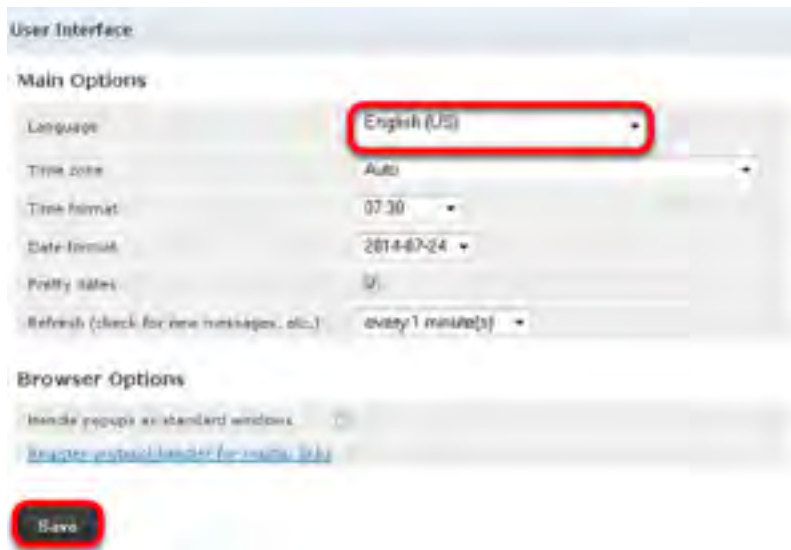 User Interface
Main Options
Language English (US)
Time zone Auto
Time format 07:30
Date format 2014-07-24
Pretty dates
Refresh (check for new messages, etc.) every 1 minute(s)
Browser Options
Handle popups as standard windows
Register protocol handler for mailto: links
Save